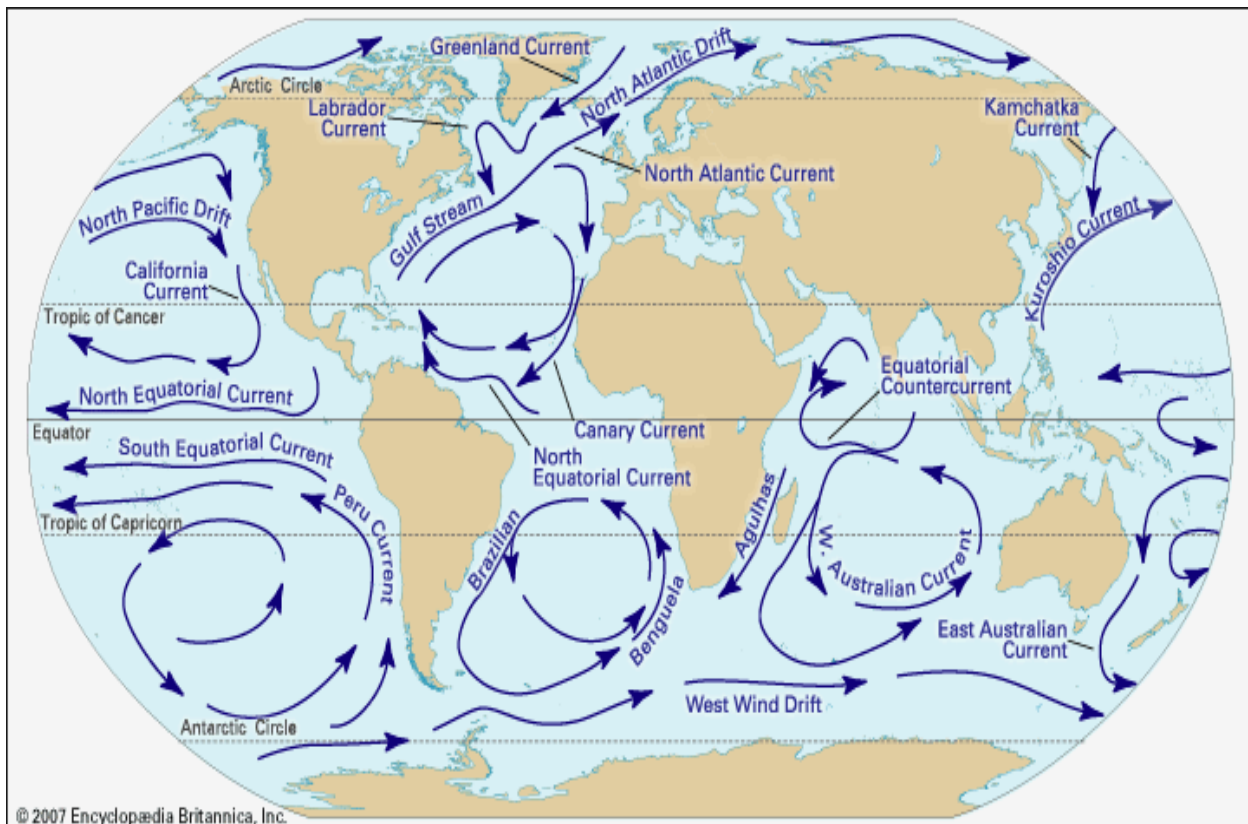 Greenland Current
North Atlantic Drift
Arctic Circle
Labrador
Current
Kamchatka
Current
North Atlantic Current
North Pacific Drift
Gulf Stream
Kuroshio Current
California
Current
Tropic of Cancer
Equatorial
Countercurrent
North Equatorial Current
Equator
Canary Current
South Equatorial Current
North
Equatorial Current
Peru Current
Tropic of Capricorn
Brazilian
Agulhas
W. Australian Current
Benguela
East Australian
Current
West Wind Drift
Antarctic Circle
© 2007 Encyclopædia Britannica, Inc.